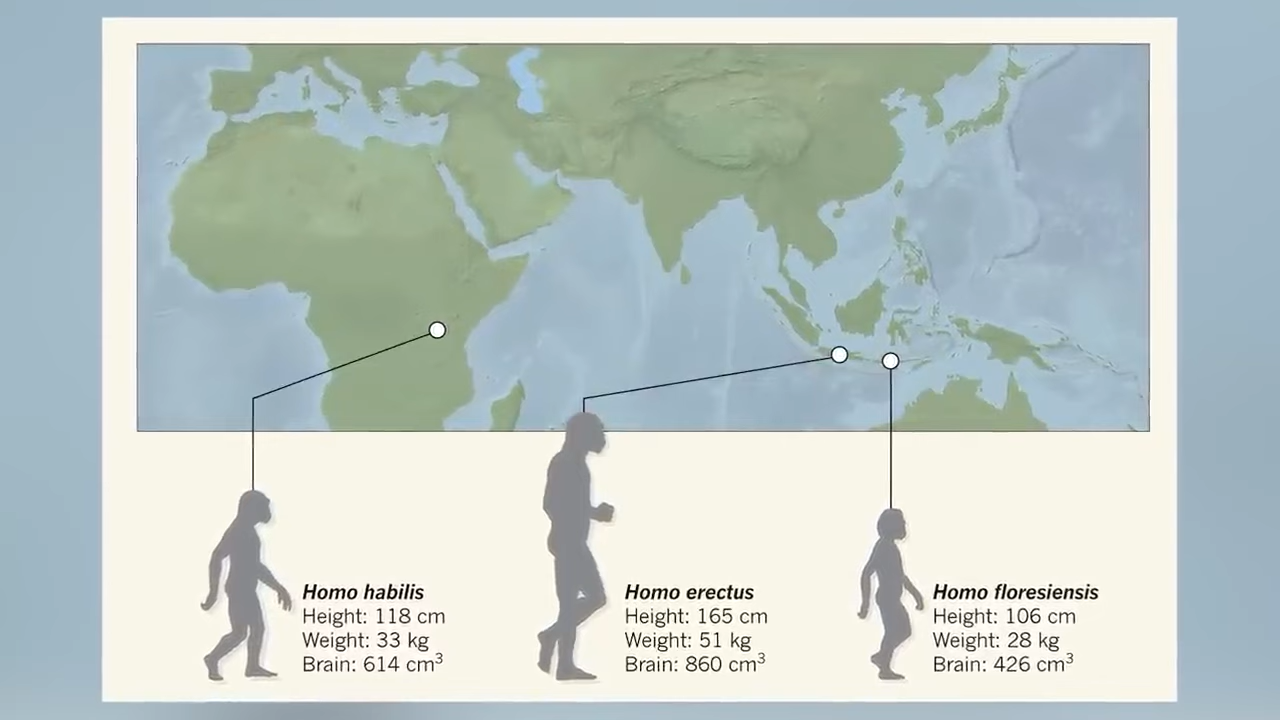 Homo habilis
Height: 118 cm
Weight: 33 kg
Brain: 614 cm³
Homo erectus
Height: 165 cm
Weight: 51 kg
Brain: 860 cm³
Homo floresiensis
Height: 106 cm
Weight: 28 kg
Brain: 426 cm³